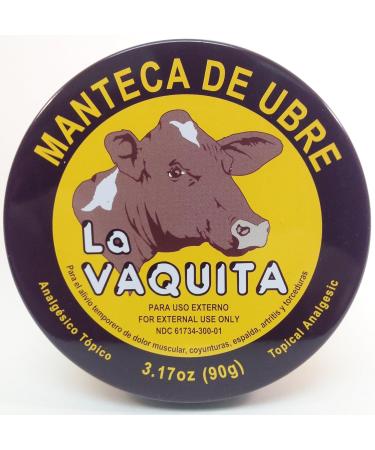 MANTECA DE UBRE
La
VAQUITA
PARA USO EXTERNO
FOR EXTERNAL USE ONLY
NDC 61734-300-01
Para el alivio temporero de dolor muscular, coyunturas, espalda, artritis y torceduras
Analgésico Tópico
Topical Analgesic
3.17oz (90g)